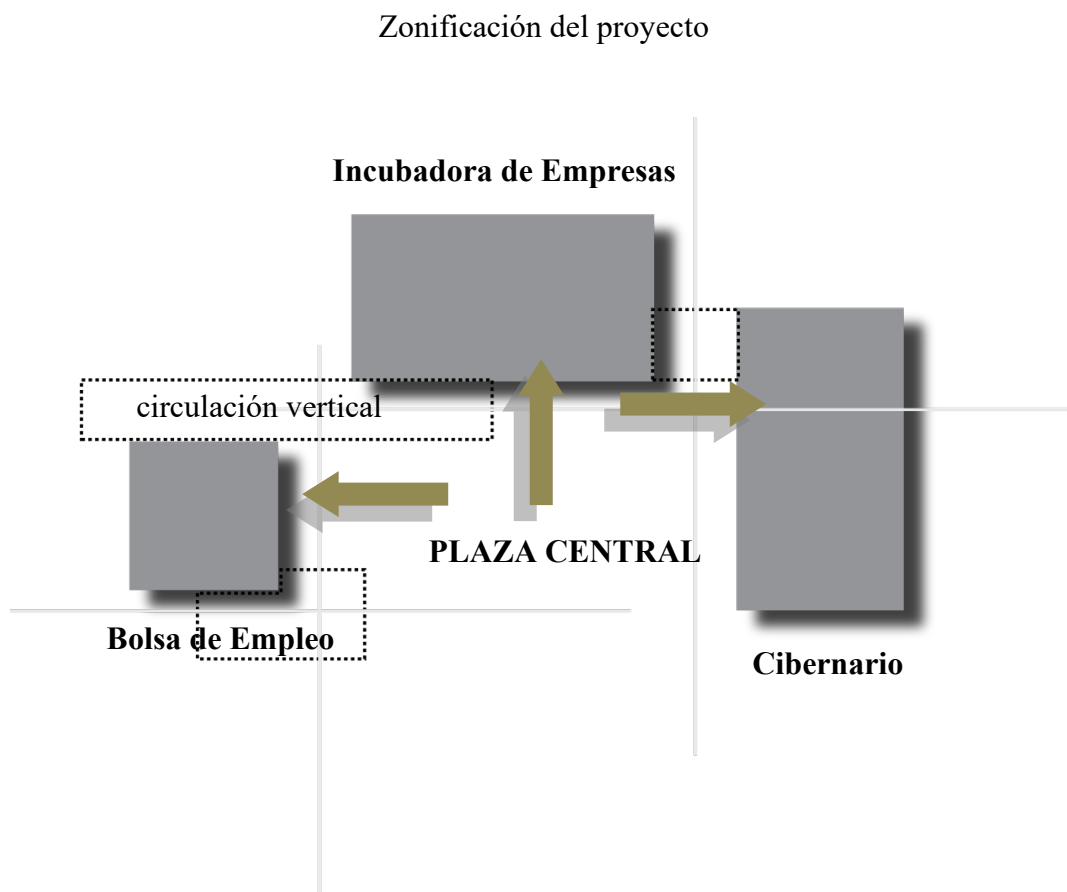 Zonificación del proyecto
Incubadora de Empresas
circulación vertical
PLAZA CENTRAL
Bolsa de Empleo
Cibernario